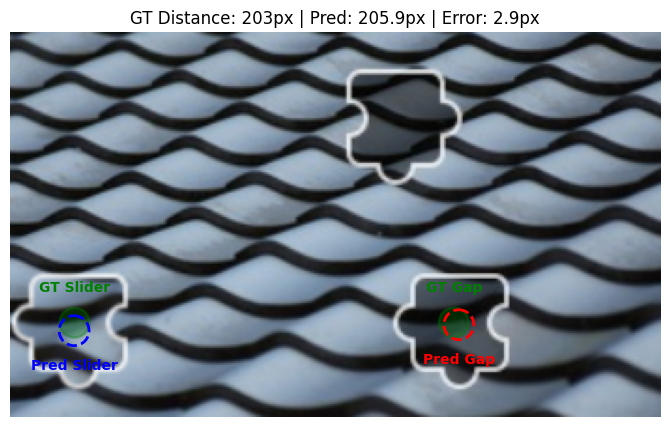 GT Distance: 203px | Pred: 205.9px | Error: 2.9px
GT Slider
GT Gap
Pred Slider
Pred Gap